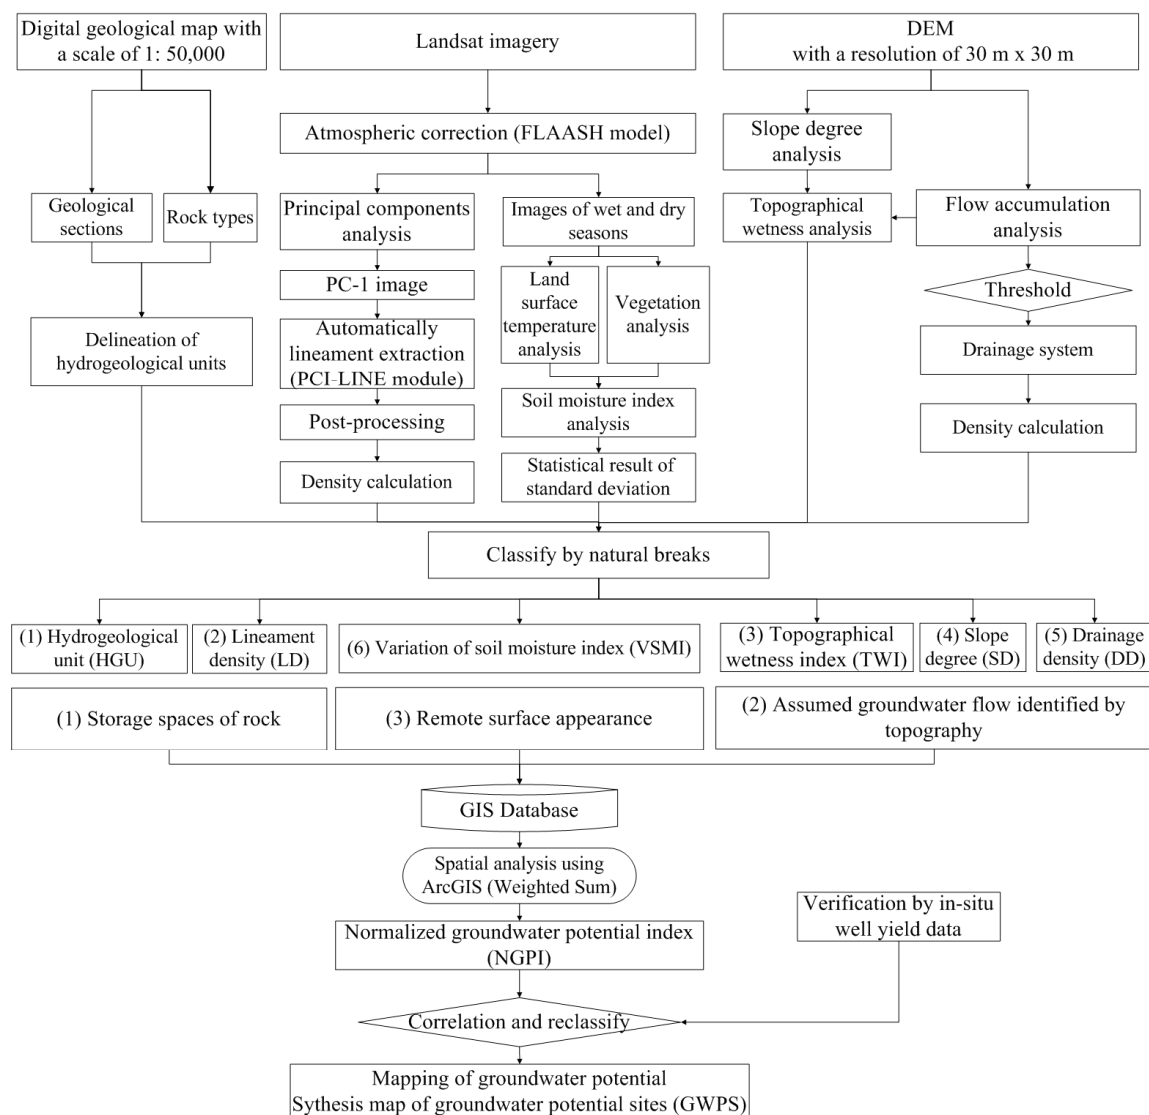 Digital geological map with
a scale of 1: 50,000
Landsat imagery
DEM
with a resolution of 30 m x 30 m
Atmospheric correction (FLAASH model)
Slope degree
analysis
Geological
sections
Rock types
Principal components
analysis
Images of wet and dry
seasons
Topographical
wetness analysis
Flow accumulation
analysis
PC-1 image
Land
surface
temperature
analysis
Vegetation
analysis
Threshold
Delineation of
hydrogeological units
Automatically
lineament extraction
(PCI-LINE module)
Drainage system
Post-processing
Soil moisture index
analysis
Density calculation
Density calculation
Statistical result of
standard deviation
Classify by natural breaks
(1) Hydrogeological
unit (HGU)
(2) Lineament
density (LD)
(6) Variation of soil moisture index (VSMI)
(3) Topographical
wetness index (TWI)
(4) Slope
degree (SD)
(5) Drainage
density (DD)
(1) Storage spaces of rock
(3) Remote surface appearance
(2) Assumed groundwater flow identified by
topography
GIS Database
Spatial analysis using
ArcGIS (Weighted Sum)
Verification by in-situ
well yield data
Normalized groundwater potential index
(NGPI)
Correlation and reclassify
Mapping of groundwater potential
Sythesis map of groundwater potential sites (GWPS)